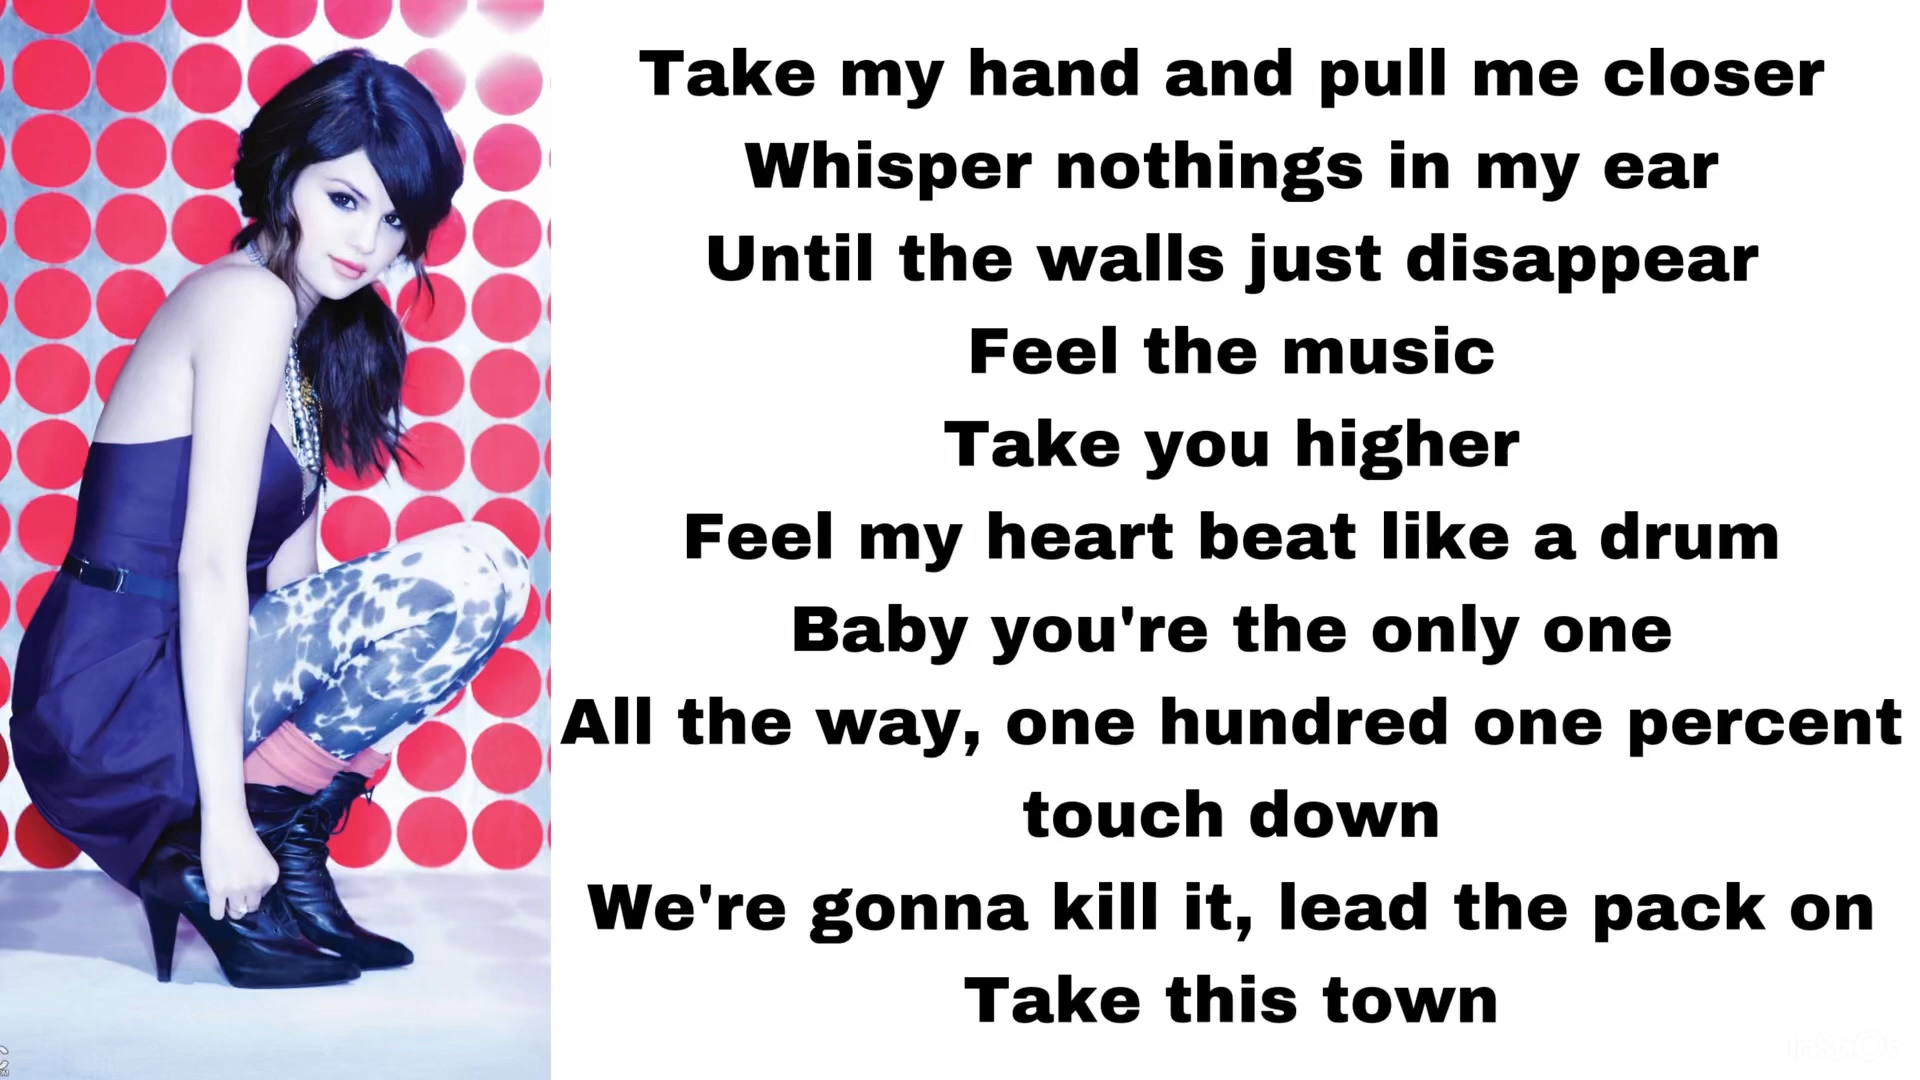 Take my hand and pull me closer
Whisper nothings in my ear
Until the walls just disappear
Feel the music
Take you higher
Feel my heart beat like a drum
Baby you're the only one
All the way, one hundred one percent
touch down
We're gonna kill it, lead the pack on
Take this town